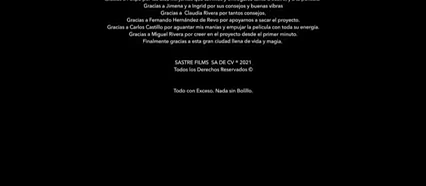 Gracias a Jimena y a Ingrid por sus consejos y buenas vibras
Gracias a Claudia Rivera por tantos consejos.
Gracias a Fernando Hernández de Revo por apoyarnos a sacar el proyecto.
Gracias a Carlos Castillo por aguantar mis manías y empujar la película con toda su energía.
Gracias a Miguel Rivera por creer en el proyecto desde el primer minuto.
Finalmente gracias a esta gran ciudad llena de vida y magia.
SASTRE FILMS SA DE CV ® 2021
Todos los Derechos Reservados ©
Todo con Exceso. Nada sin Bolillo.